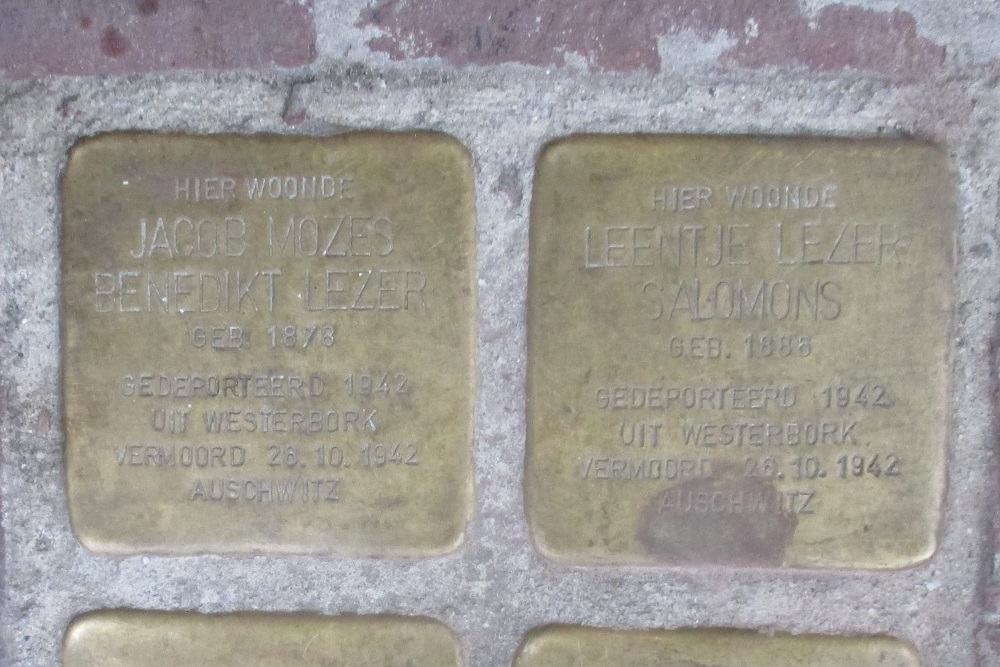 HIER WOONDE
JACOB MOZES
BENEDIKT LEZER
GEB. 1878
GEDEPORTEERD 1942
UIT WESTERBORK
VERMOORD 26.10.1942
AUSCHWITZ
HIER WOONDE
LEENTJE LEZER
SALOMONS
GEB. 1886
GEDEPORTEERD 1942
UIT WESTERBORK
VERMOORD 26.10.1942
AUSCHWITZ